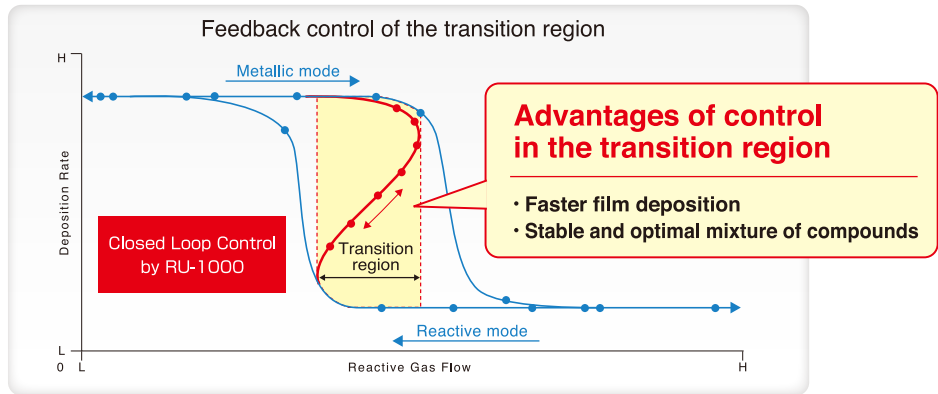 Feedback control of the transition region
H
Metallic mode
Advantages of control
in the transition region
・Faster film deposition
・Stable and optimal mixture of compounds
Deposition Rate
Closed Loop Control
by RU-1000
Transition
region
Reactive mode
L
0 L
Reactive Gas Flow
H